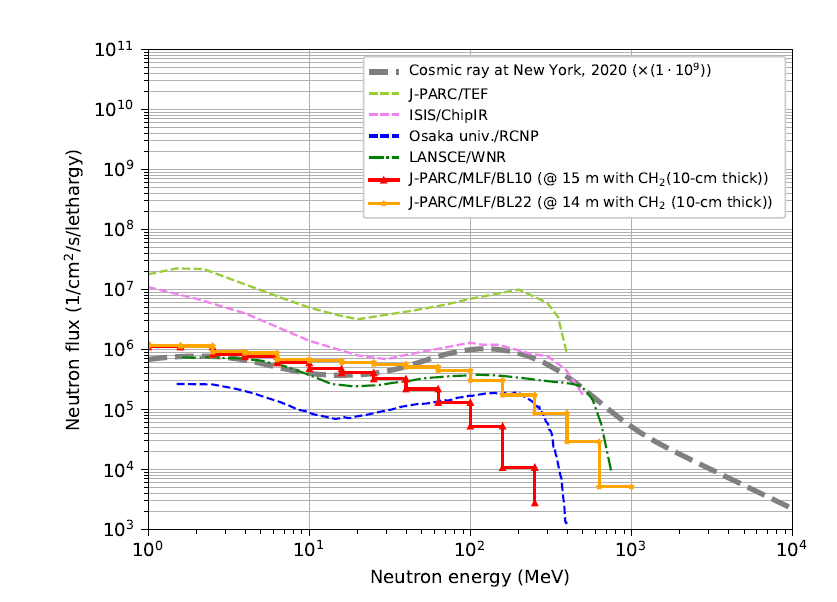 10¹¹
10¹⁰
10⁹
10⁸
10⁷
10⁶
10⁵
10⁴
10³
10⁰
10¹
10²
10³
10⁴
Neutron flux (1/cm²/s/lethargy)
Neutron energy (MeV)
Cosmic ray at New York, 2020 (×(1 · 10⁹))
J-PARC/TEF
ISIS/ChipIR
Osaka univ./RCNP
LANSCE/WNR
J-PARC/MLF/BL10 (@ 15 m with CH₂(10-cm thick))
J-PARC/MLF/BL22 (@ 14 m with CH₂ (10-cm thick))